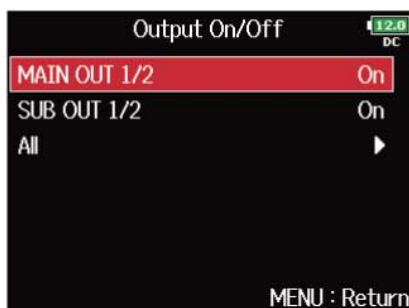 Output On/Off
12.0
DC
MAIN OUT 1/2 On
SUB OUT 1/2 On
All
MENU : Return